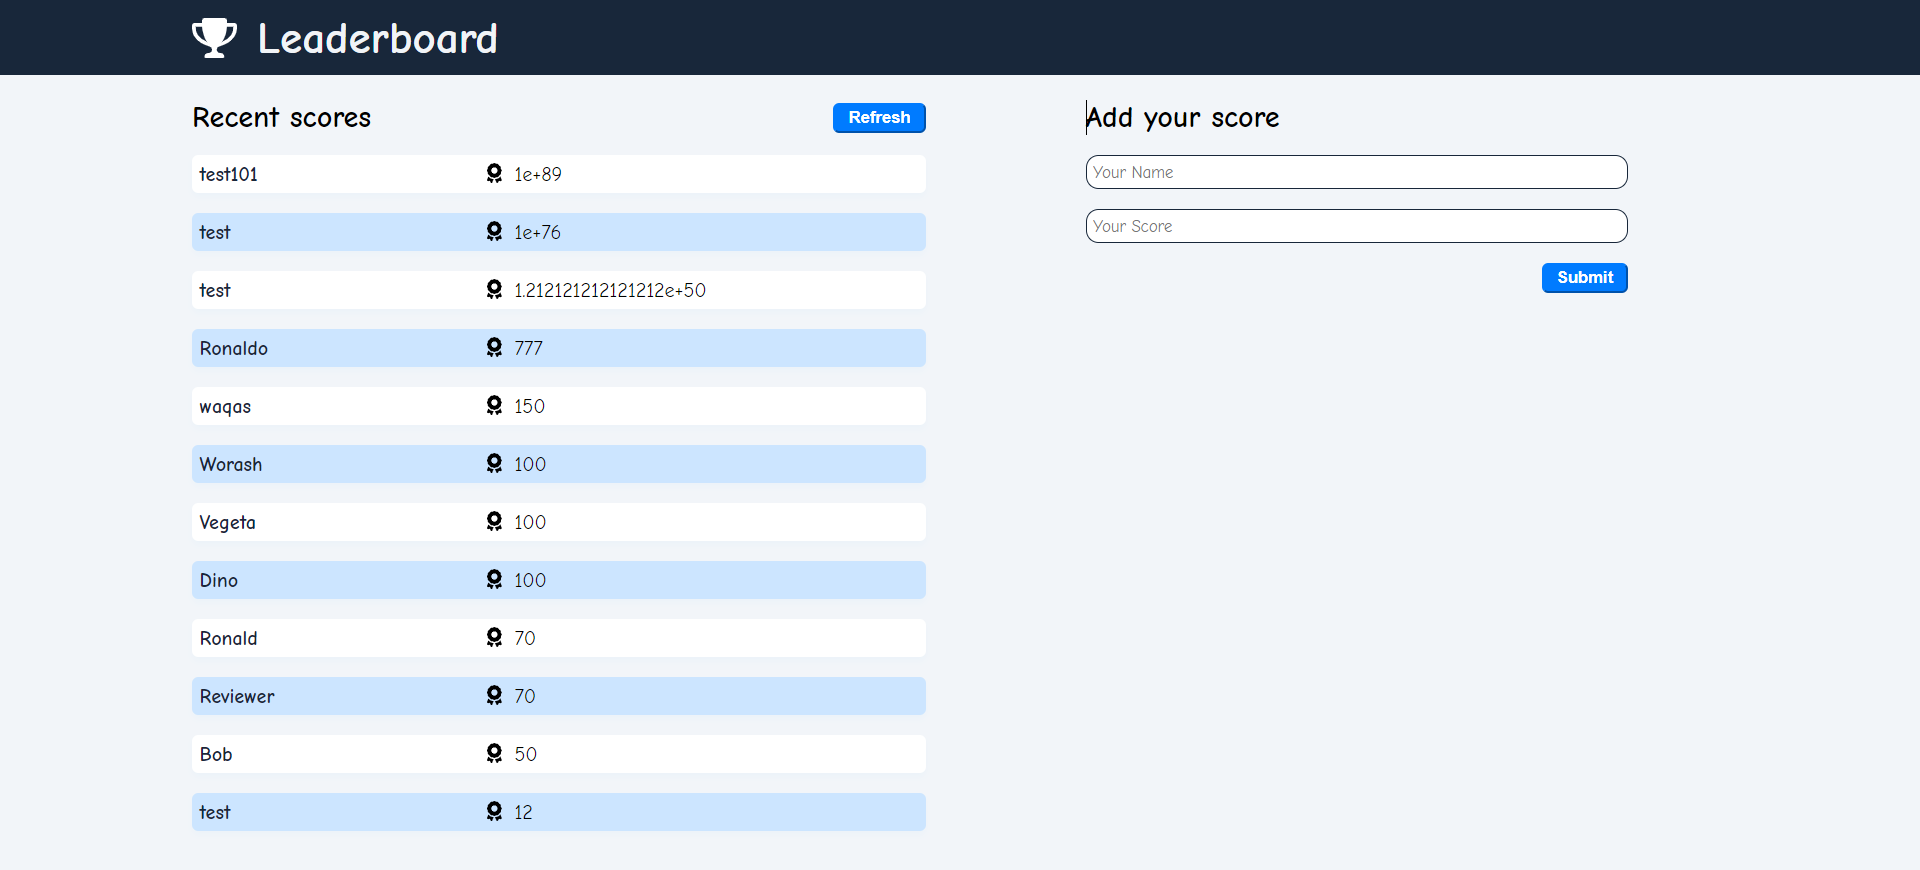 Leaderboard
Recent scores
Refresh
test101 1e+89
test 1e+76
test 1.212121212121212e+50
Ronaldo 777
waqas 150
Worash 100
Vegeta 100
Dino 100
Ronald 70
Reviewer 70
Bob 50
test 12
Add your score
Your Name
Your Score
Submit